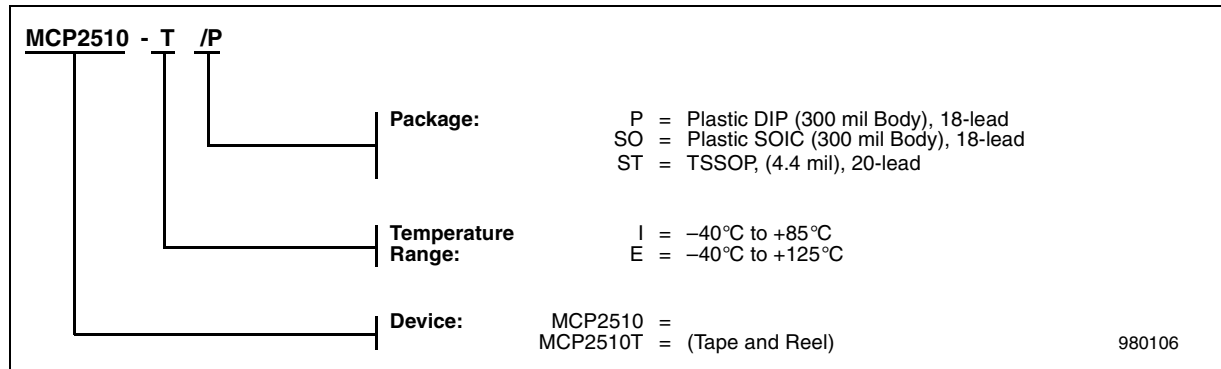 MCP2510 - T /P
Package: P = Plastic DIP (300 mil Body), 18-lead
SO = Plastic SOIC (300 mil Body), 18-lead
ST = TSSOP, (4.4 mil), 20-lead
Temperature I = –40°C to +85°C
Range: E = –40°C to +125°C
Device: MCP2510 =
MCP2510T = (Tape and Reel) 980106